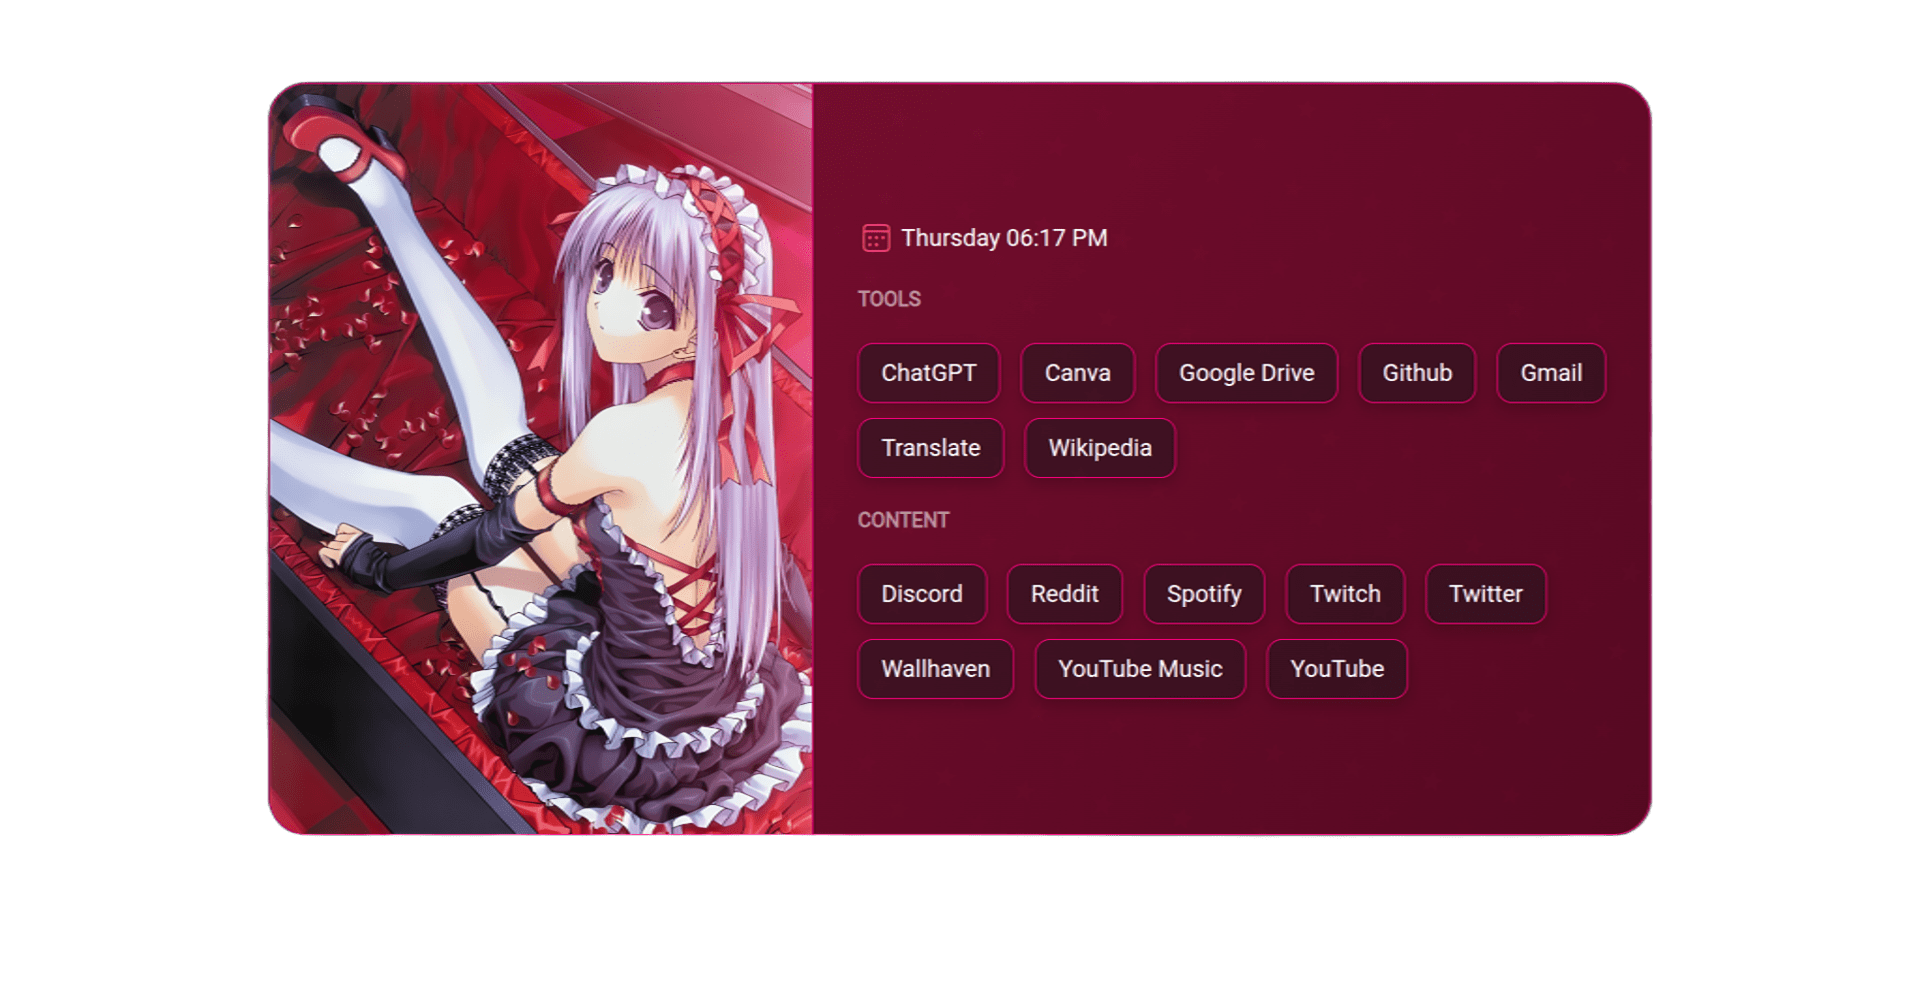 Thursday 06:17 PM
TOOLS
ChatGPT Canva Google Drive Github Gmail
Translate Wikipedia
CONTENT
Discord Reddit Spotify Twitch Twitter
Wallhaven YouTube Music YouTube